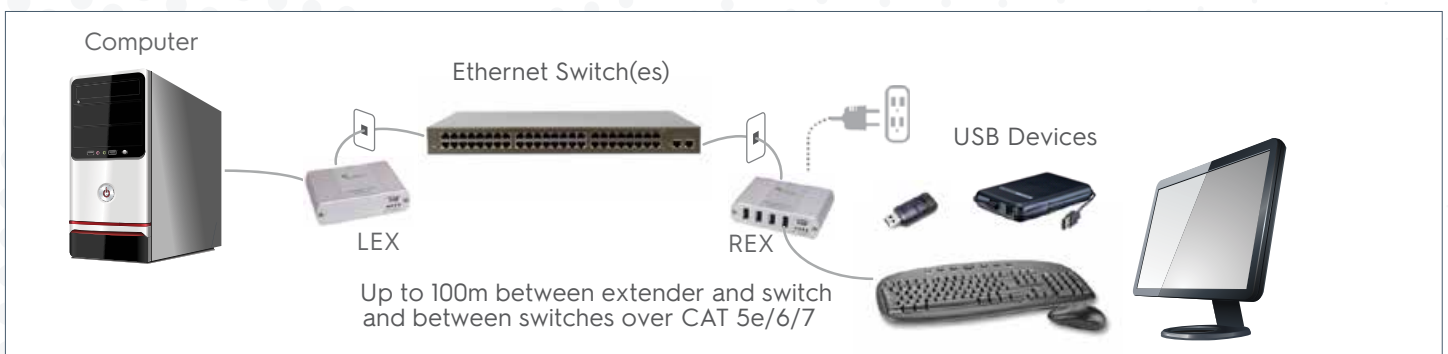 Computer
Ethernet Switch(es)
USB Devices
LEX
REX
Up to 100m between extender and switch
and between switches over CAT 5e/6/7